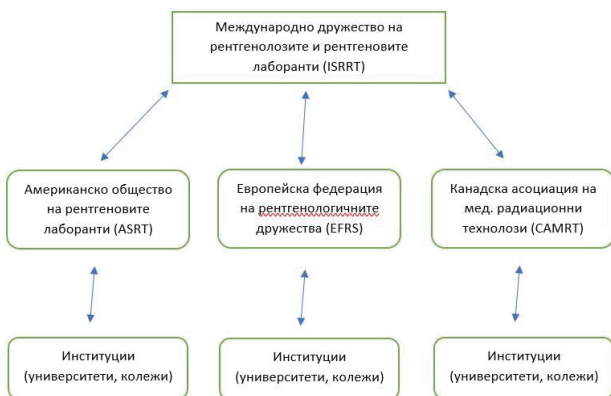 Международно дружество на
рентгенолозите и рентгеновите
лаборанти (ISRRT)
Американско общество
на рентгеновите
лаборанти (ASRT)
Европейска федерация
на рентгенологичните
дружества (EFRS)
Канадска асоциация на
мед. радиационни
технолози (CAMRT)
Институции
(университети, колежи)
Институции
(университети, колежи)
Институции
(университети, колежи)